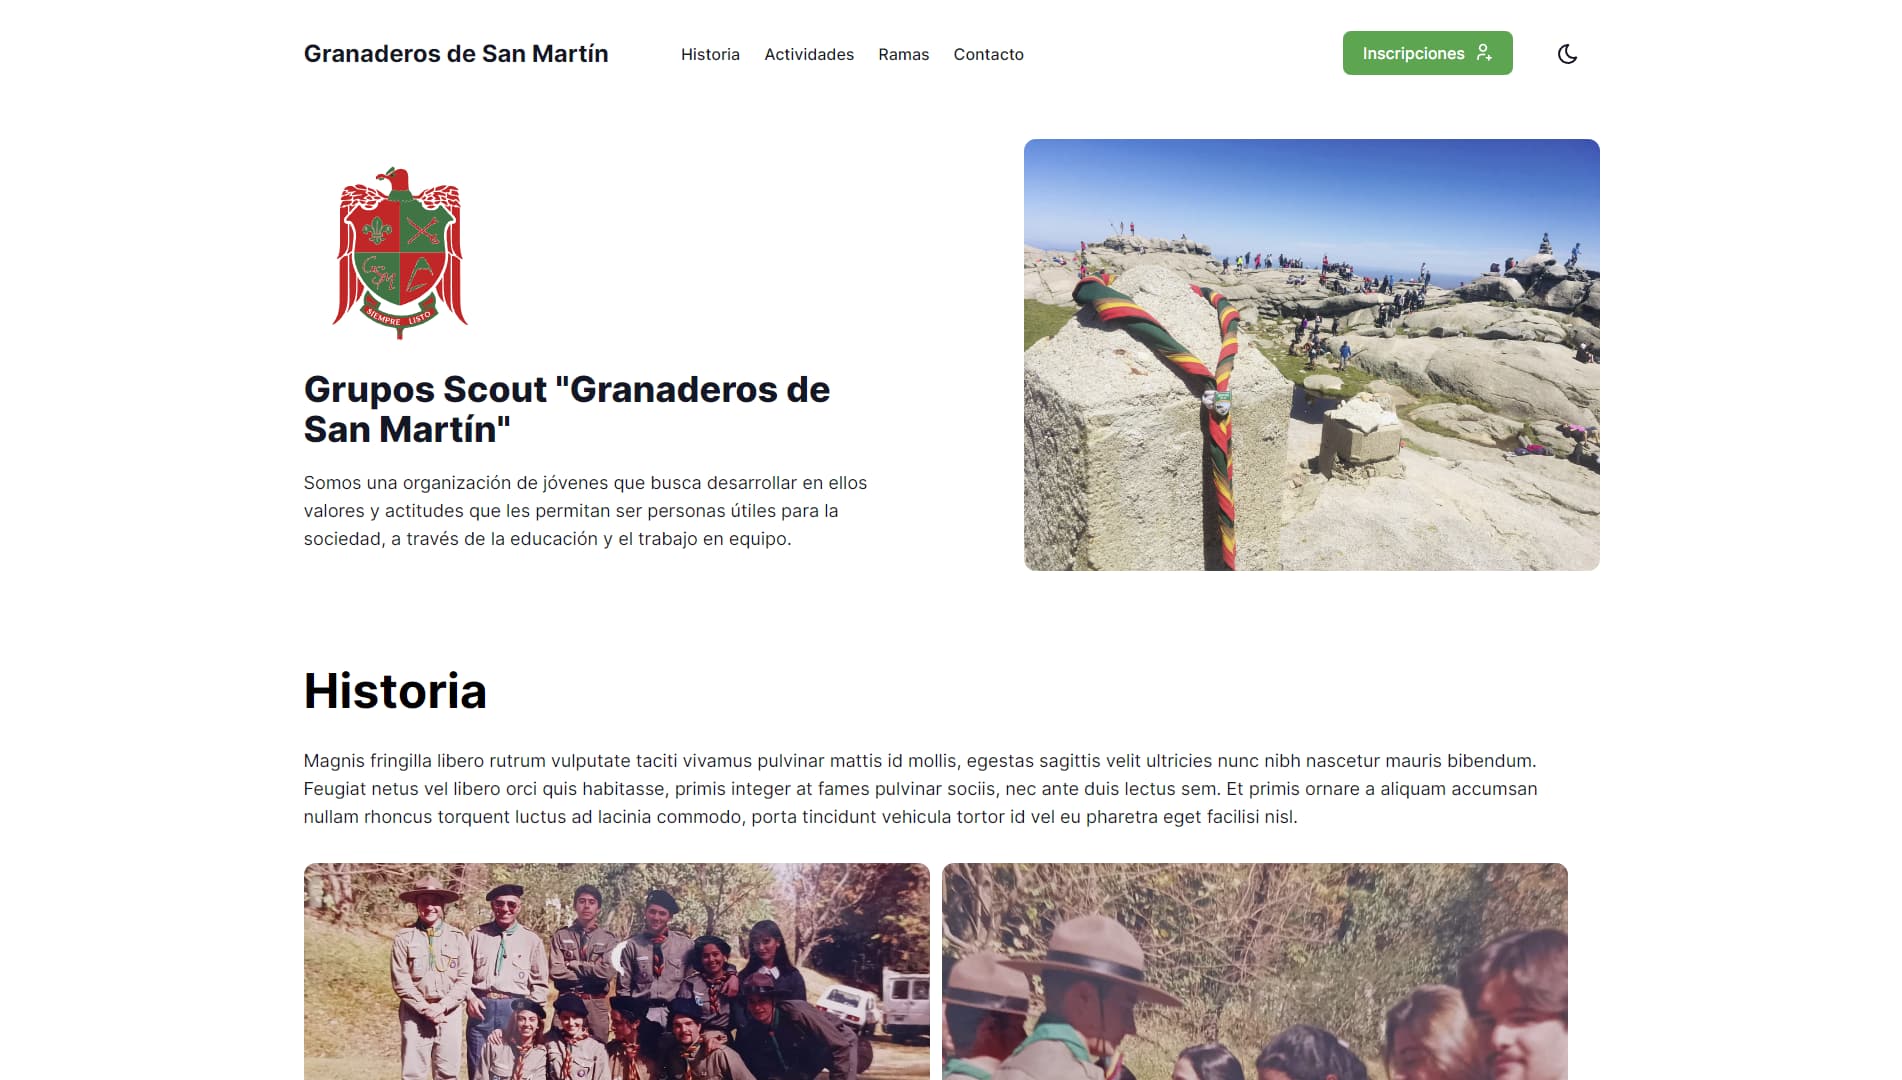 Granaderos de San Martín
Historia
Actividades
Ramas
Contacto
Inscripciones
SIEMPRE LISTO
Grupos Scout "Granaderos de
San Martín"
Somos una organización de jóvenes que busca desarrollar en ellos
valores y actitudes que les permitan ser personas útiles para la
sociedad, a través de la educación y el trabajo en equipo.
Historia
Magnis fringilla libero rutrum vulputate taciti vivamus pulvinar mattis id mollis, egestas sagittis velit ultricies nunc nibh nascetur mauris bibendum.
Feugiat netus vel libero orci quis habitasse, primis integer at fames pulvinar sociis, nec ante duis lectus sem. Et primis ornare a aliquam accumsan
nullam rhoncus torquent luctus ad lacinia commodo, porta tincidunt vehicula tortor id vel eu pharetra eget facilisi nisl.